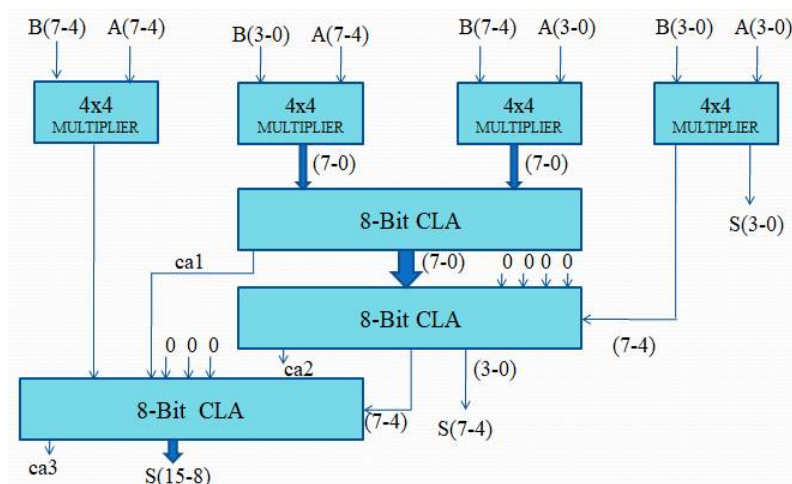 B(7-4) A(7-4) B(3-0) A(7-4) B(7-4) A(3-0) B(3-0) A(3-0)
4x4 4x4 4x4 4x4
MULTIPLIER MULTIPLIER MULTIPLIER MULTIPLIER
(7-0) (7-0)
8-Bit CLA
S(3-0)
ca1 (7-0) 0 0 0 0
8-Bit CLA
(7-4)
0 0 0
ca2 (3-0)
8-Bit CLA
(7-4) S(7-4)
ca3 S(15-8)